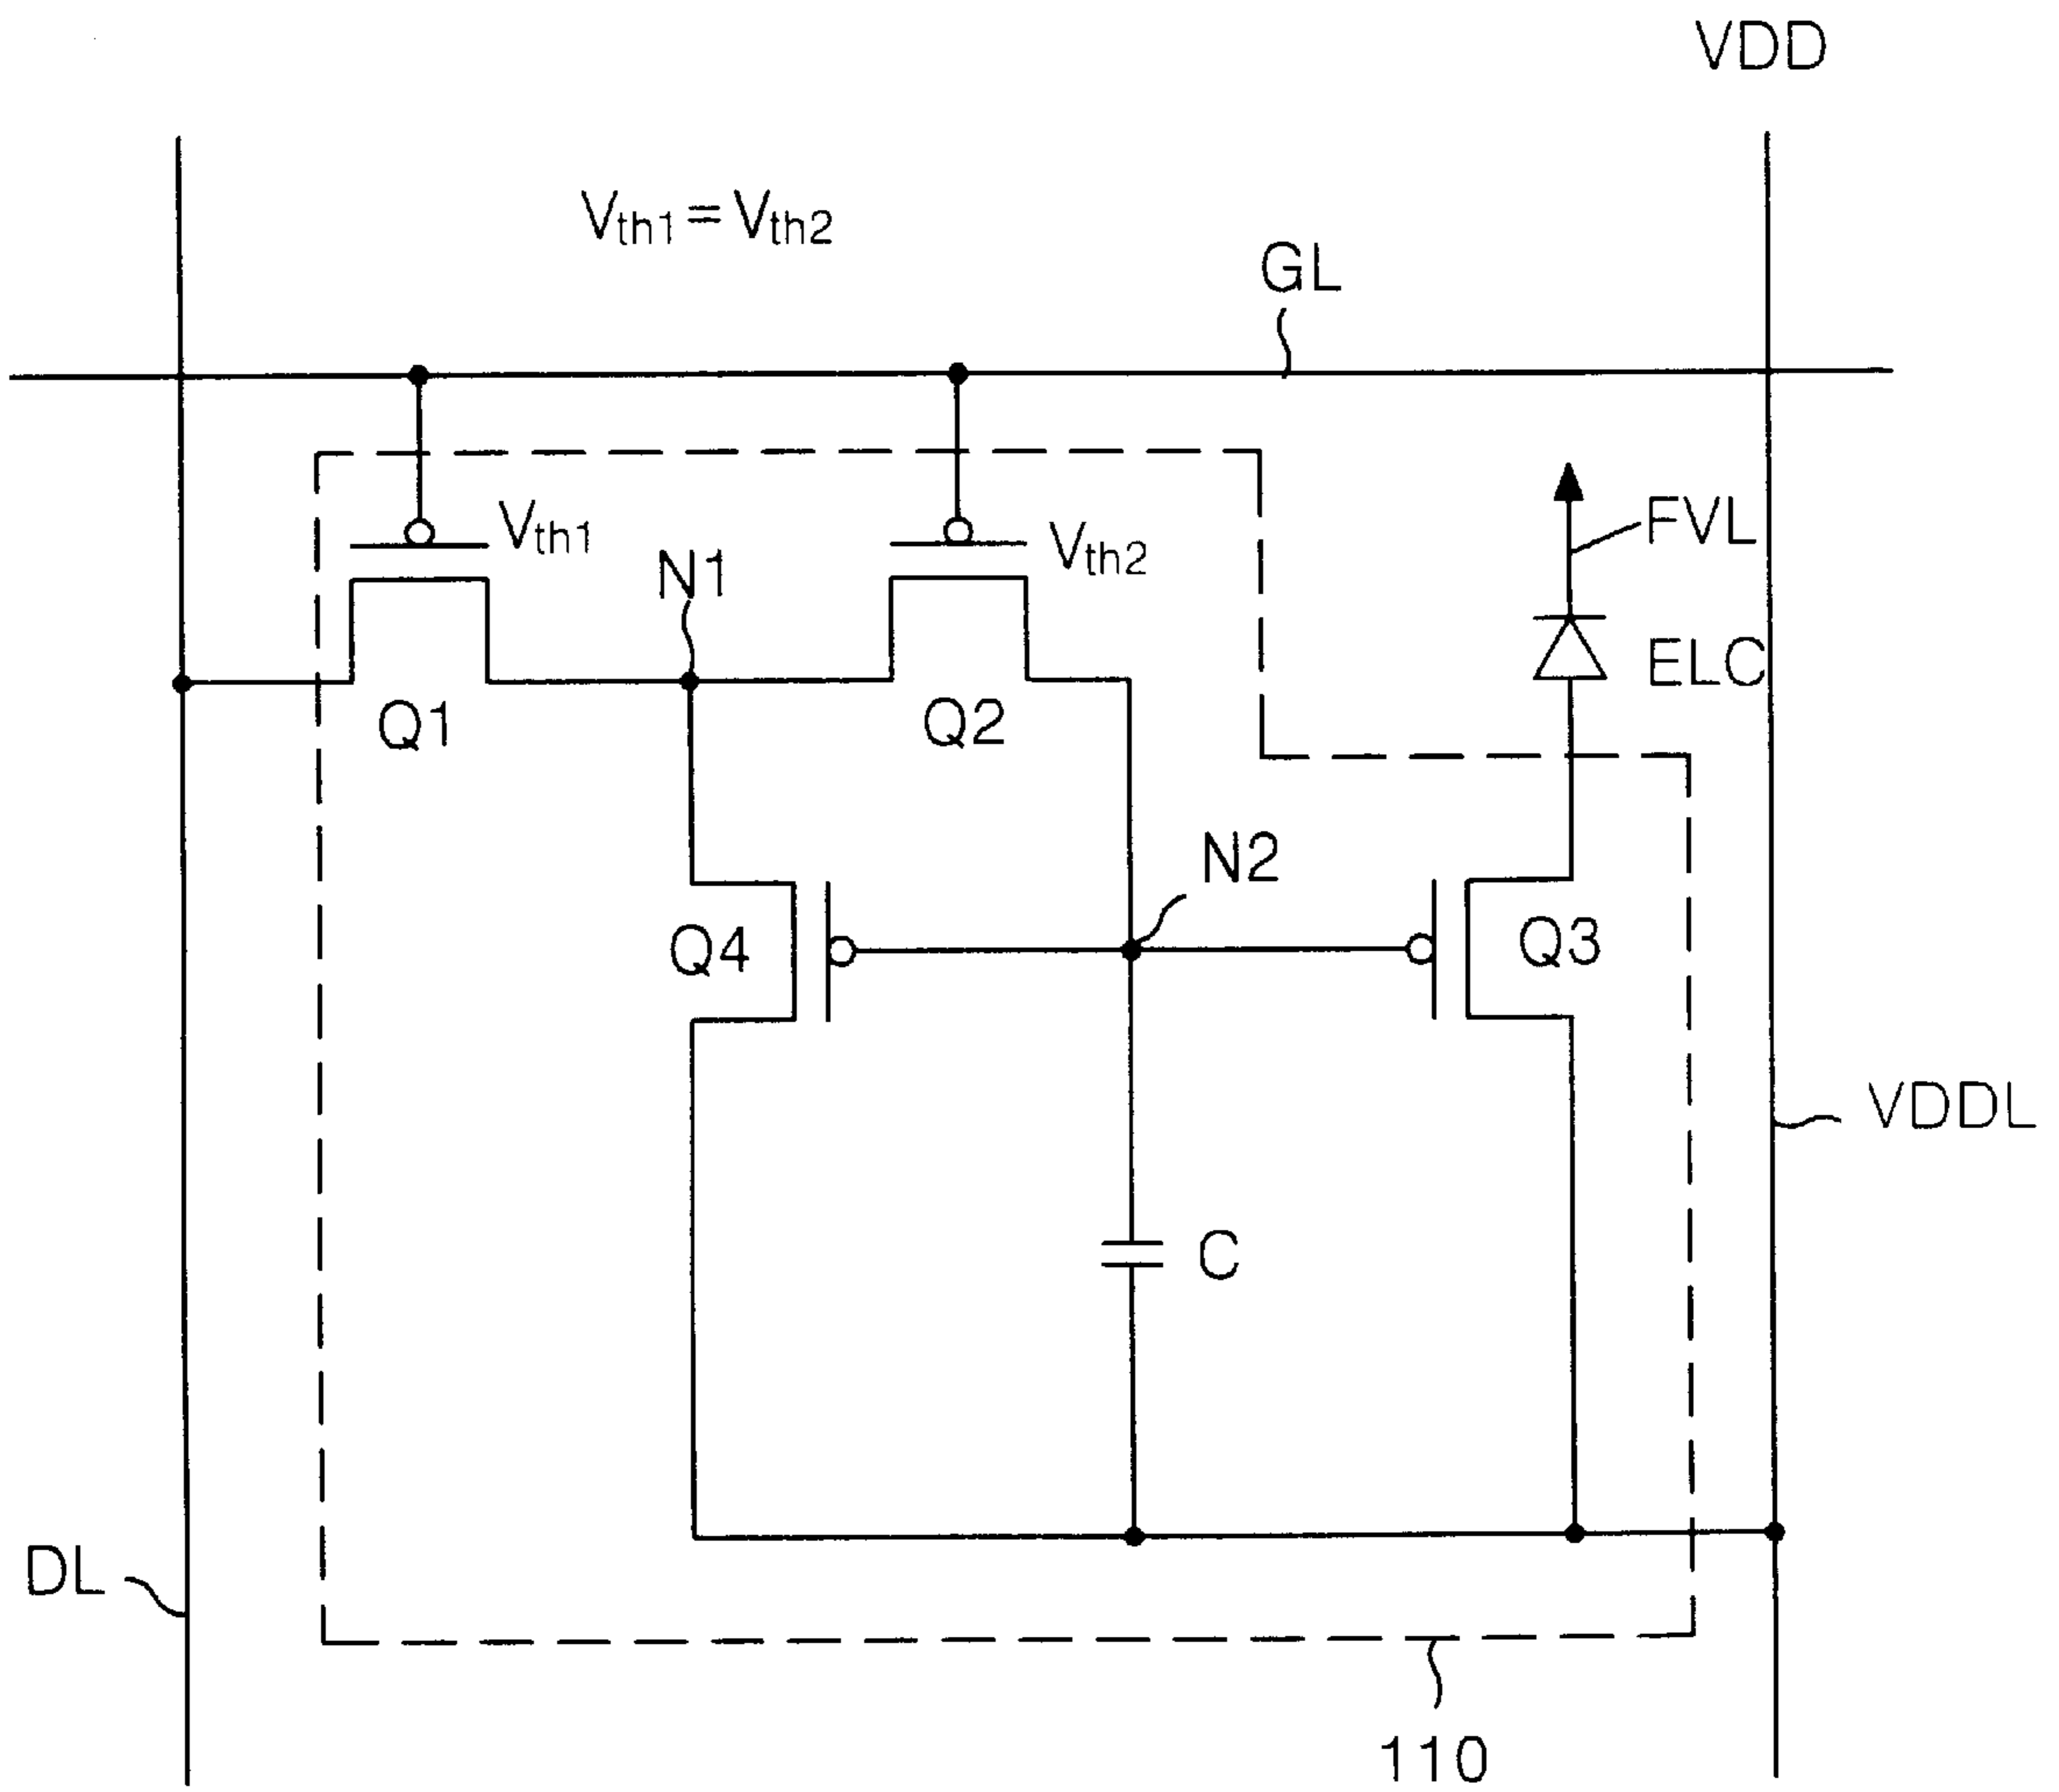 VDD
Vth1 = Vth2
GL
Vth1
N1
Vth2
FVL
ELC
Q1
Q2
N2
Q4
Q3
VDDL
C
DL
110